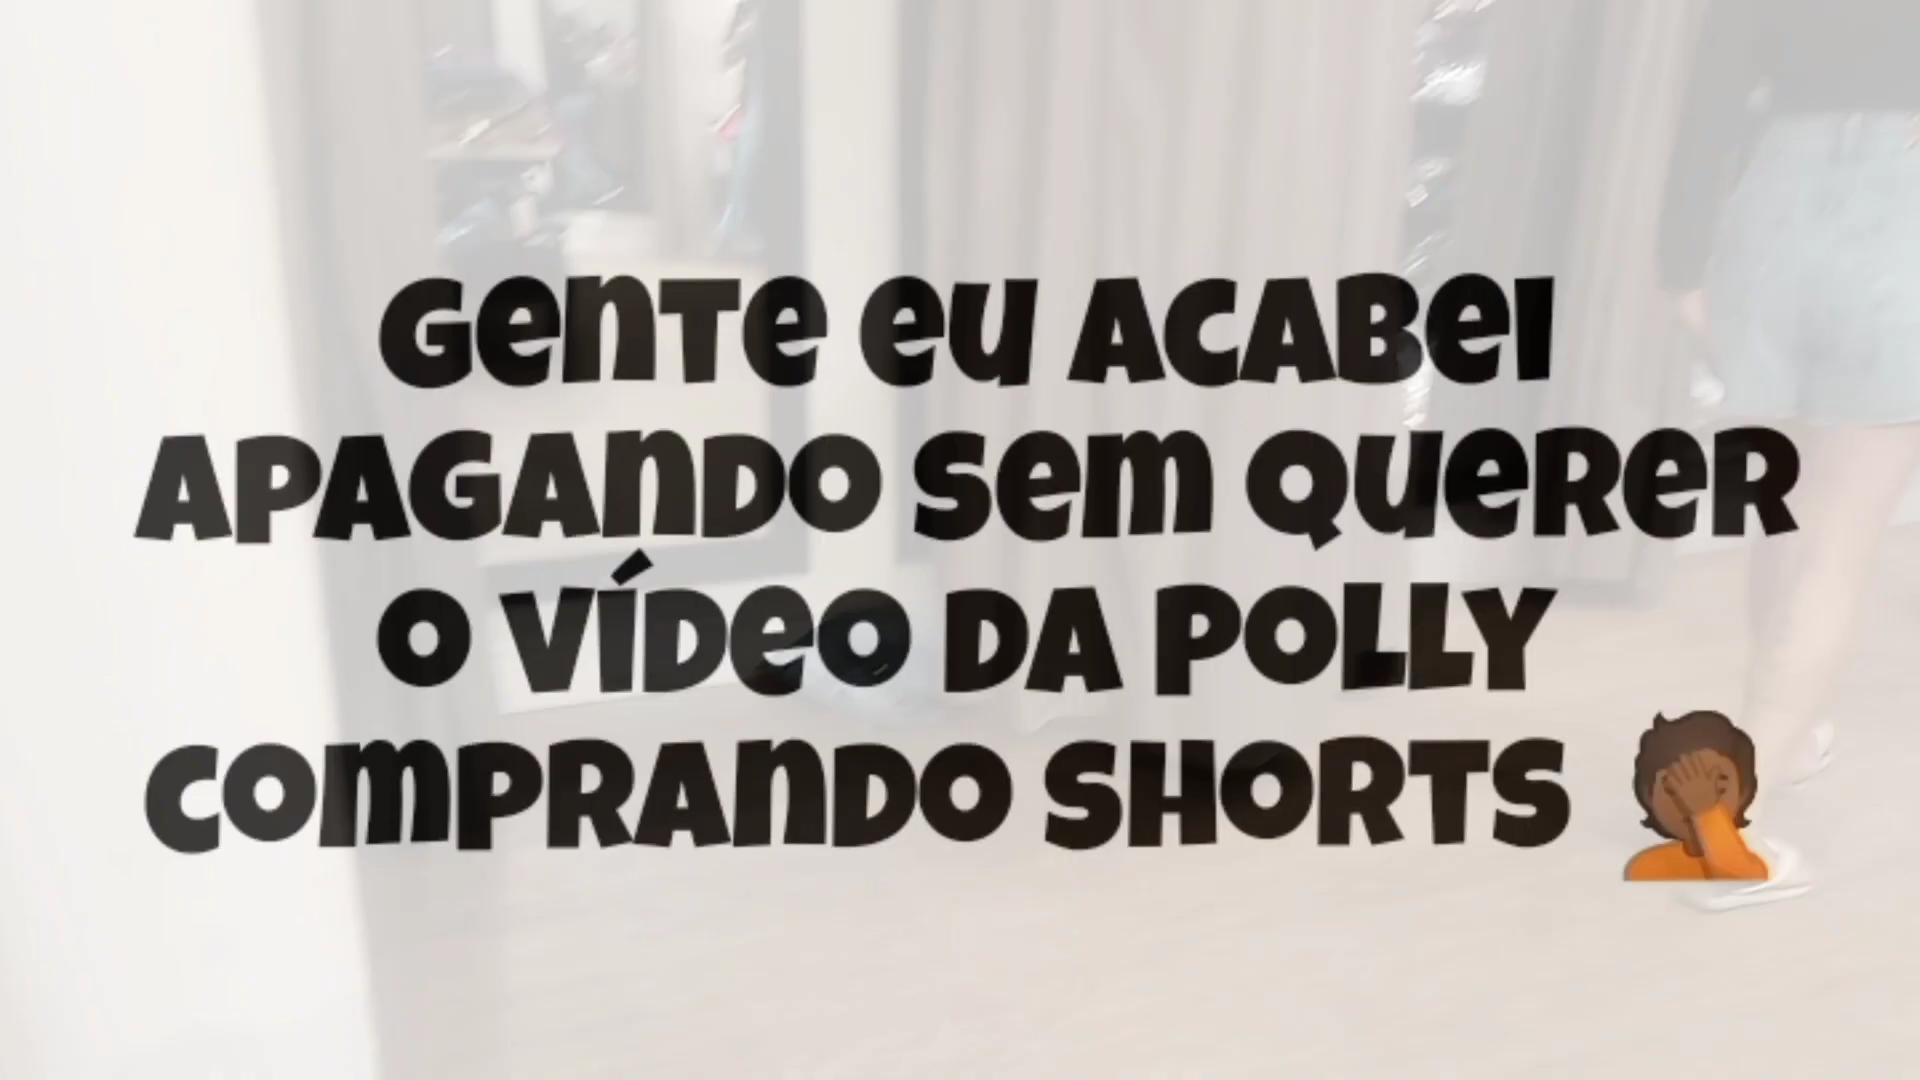 Gente eu acabei
apagando sem querer
o vídeo da Polly
comprando shorts 🤦🏾